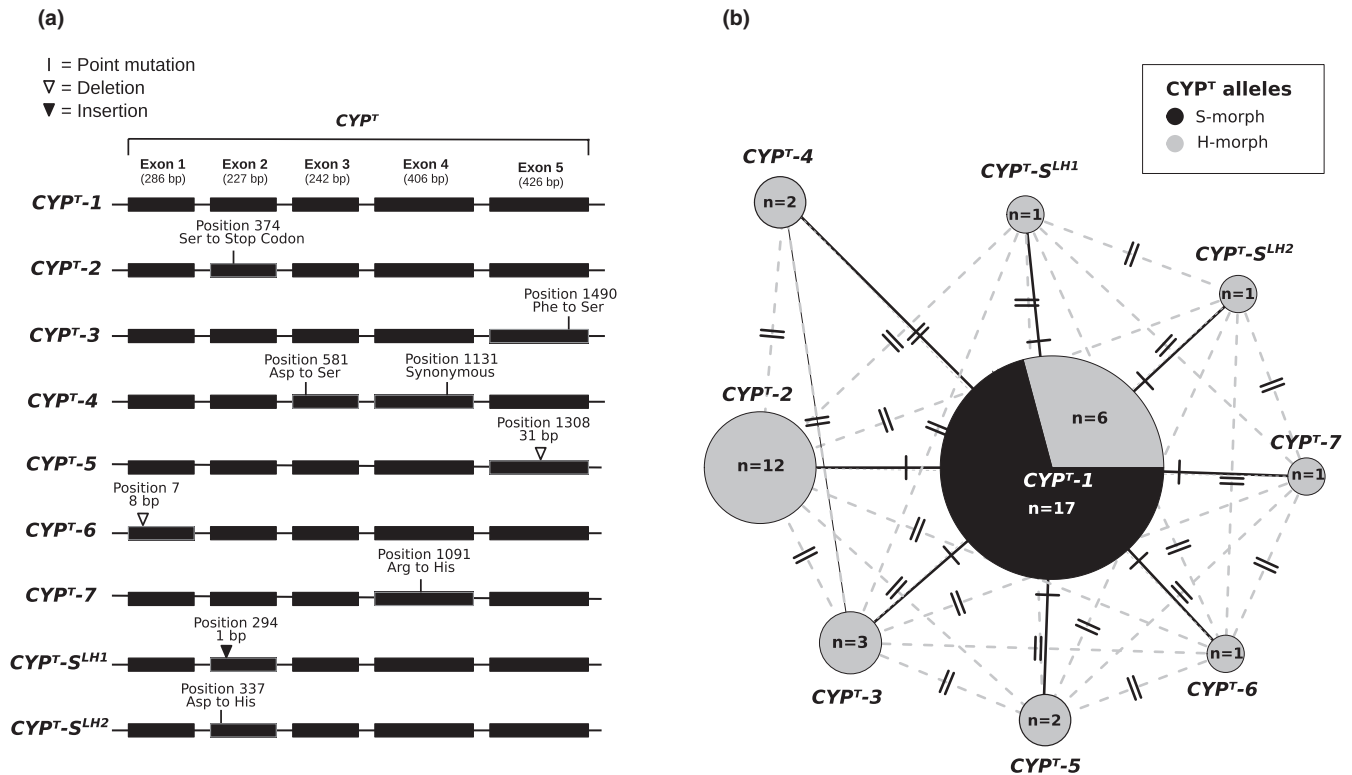 (a)
| = Point mutation
▽ = Deletion
▼ = Insertion
CYPᵀ
Exon 1
(286 bp)
Exon 2
(227 bp)
Exon 3
(242 bp)
Exon 4
(406 bp)
Exon 5
(426 bp)
CYPᵀ-1
Position 374
Ser to Stop Codon
CYPᵀ-2
Position 1490
Phe to Ser
CYPᵀ-3
Position 581
Asp to Ser
Position 1131
Synonymous
CYPᵀ-4
Position 1308
31 bp
CYPᵀ-5
Position 7
8 bp
CYPᵀ-6
Position 1091
Arg to His
CYPᵀ-7
Position 294
1 bp
CYPᵀ-Sᴸᴴ¹
Position 337
Asp to His
CYPᵀ-Sᴸᴴ²
(b)
CYPᵀ alleles
S-morph
H-morph
CYPᵀ-4
n=2
CYPᵀ-Sᴸᴴ¹
n=1
CYPᵀ-Sᴸᴴ²
n=1
CYPᵀ-2
n=12
n=6
CYPᵀ-1
n=17
CYPᵀ-7
n=1
n=3
CYPᵀ-3
n=1
CYPᵀ-6
n=2
CYPᵀ-5